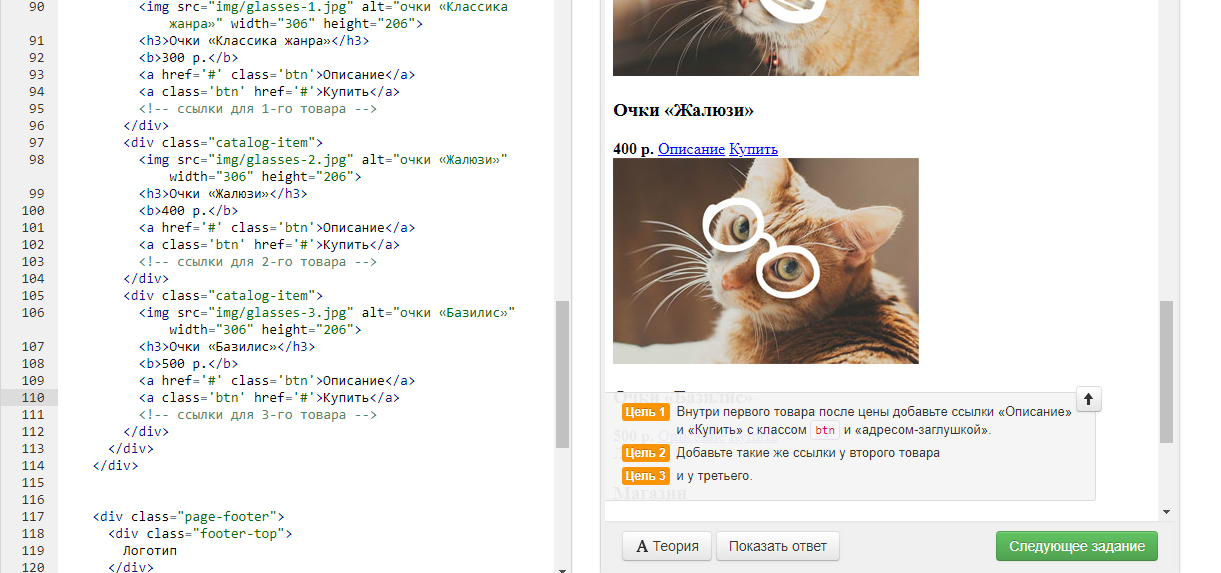 90 <img src="img/glasses-1.jpg" alt="очки «Классика
жанра»" width="306" height="206">
91 <h3>Очки «Классика жанра»</h3>
92 <b>300 р.</b>
93 <a href='#' class='btn'>Описание</a>
94 <a class='btn' href='#'>Купить</a>
95 <!-- ссылки для 1-го товара -->
96 </div>
97 <div class="catalog-item">
98 <img src="img/glasses-2.jpg" alt="очки «Жалюзи»"
width="306" height="206">
99 <h3>Очки «Жалюзи»</h3>
100 <b>400 р.</b>
101 <a href='#' class='btn'>Описание</a>
102 <a class='btn' href='#'>Купить</a>
103 <!-- ссылки для 2-го товара -->
104 </div>
105 <div class="catalog-item">
106 <img src="img/glasses-3.jpg" alt="очки «Базилис»"
width="306" height="206">
107 <h3>Очки «Базилис»</h3>
108 <b>500 р.</b>
109 <a href='#' class='btn'>Описание</a>
110 <a class='btn' href='#'>Купить</a>
111 <!-- ссылки для 3-го товара -->
112 </div>
113 </div>
114 </div>
115
116
117 <div class="page-footer">
118 <div class="footer-top">
119 Логотип
120 </div>
Очки «Жалюзи»
400 р. Описание Купить
Очки «Базилис»
Цель 1 Внутри первого товара после цены добавьте ссылки «Описание»
и «Купить» с классом btn и «адресом-заглушкой».
500 р. Описание Купить
Цель 2 Добавьте такие же ссылки у второго товара
Цель 3 и у третьего.
Магазин
А Теория
Показать ответ
Следующее задание